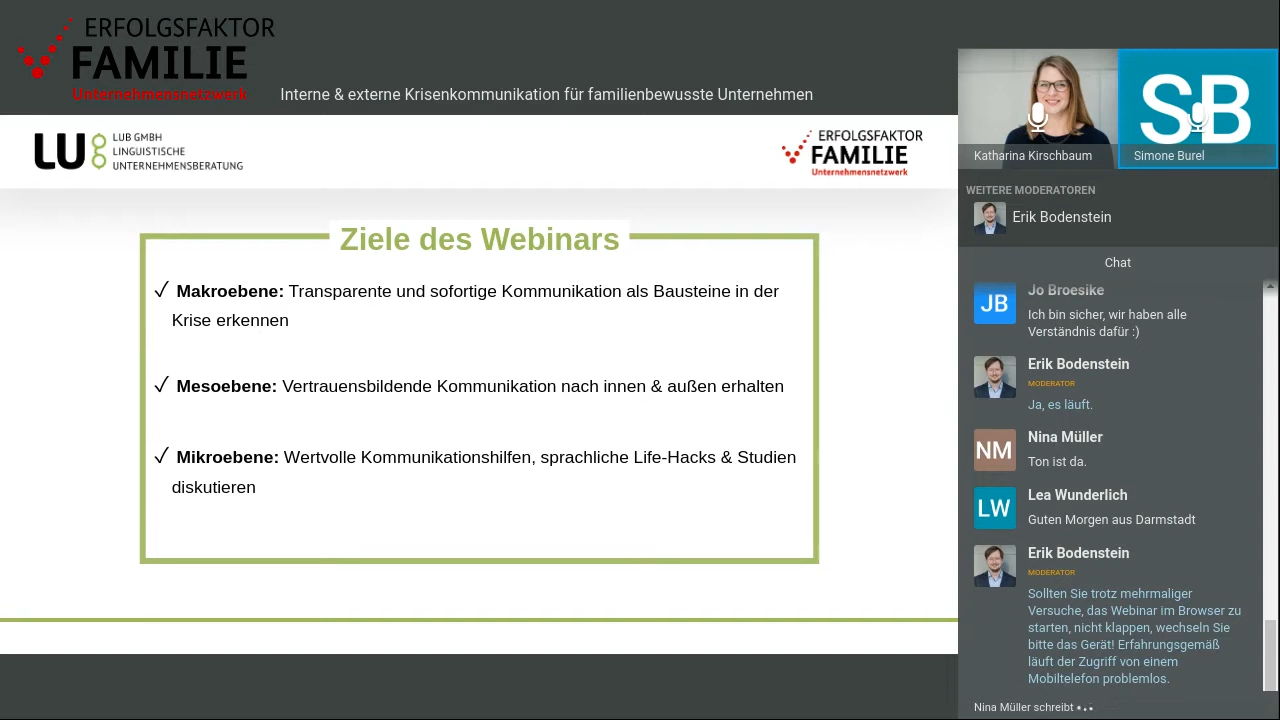 ERFOLGSFAKTOR
FAMILIE
Unternehmensnetzwerk
Interne & externe Krisenkommunikation für familienbewusste Unternehmen
LU8
LUB GMBH
LINGUISTISCHE
UNTERNEHMENSBERATUNG
ERFOLGSFAKTOR
FAMILIE
Unternehmensnetzwerk
Ziele des Webinars
✓ Makroebene: Transparente und sofortige Kommunikation als Bausteine in der
Krise erkennen
✓ Mesoebene: Vertrauensbildende Kommunikation nach innen & außen erhalten
✓ Mikroebene: Wertvolle Kommunikationshilfen, sprachliche Life-Hacks & Studien
diskutieren
Katharina Kirschbaum
SB
Simone Burel
WEITERE MODERATOREN
Erik Bodenstein
Chat
JB
Jo Broesike
Ich bin sicher, wir haben alle
Verständnis dafür :)
Erik Bodenstein
MODERATOR
Ja, es läuft.
NM
Nina Müller
Ton ist da.
LW
Lea Wunderlich
Guten Morgen aus Darmstadt
Erik Bodenstein
MODERATOR
Sollten Sie trotz mehrmaliger
Versuche, das Webinar im Browser zu
starten, nicht klappen, wechseln Sie
bitte das Gerät! Erfahrungsgemäß
läuft der Zugriff von einem
Mobiltelefon problemlos.
Nina Müller schreibt